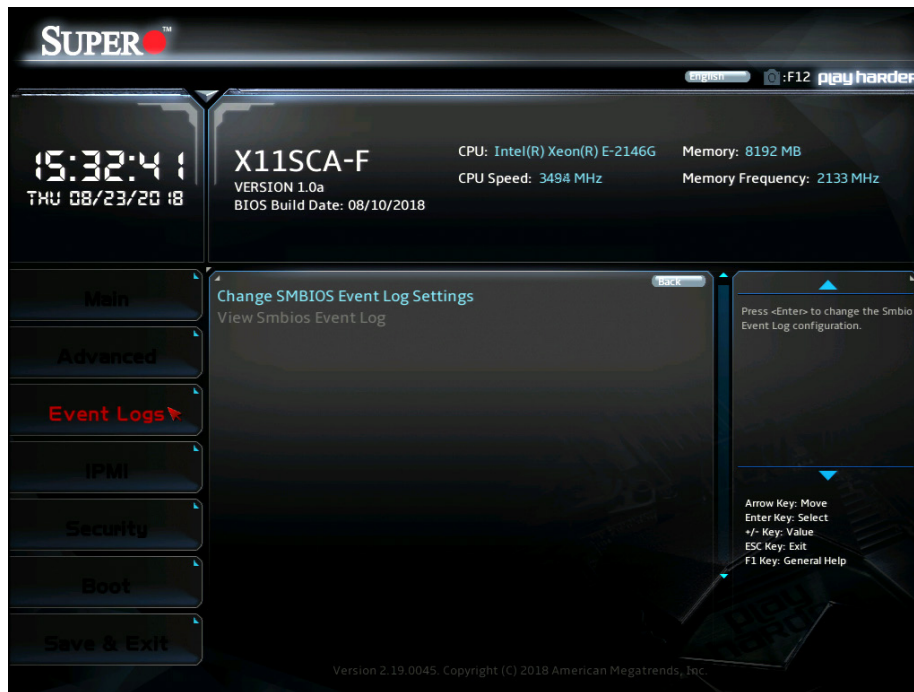 SUPER TM
English :F12 play harder
15:32:41
THU 08/23/2018
X11SCA-F
VERSION 1.0a
BIOS Build Date: 08/10/2018
CPU: Intel(R) Xeon(R) E-2146G
CPU Speed: 3494 MHz
Memory: 8192 MB
Memory Frequency: 2133 MHz
Main
Advanced
Event Logs
IPMI
Security
Boot
Save & Exit
Back
Change SMBIOS Event Log Settings
View Smbios Event Log
Press <Enter> to change the Smbio
Event Log configuration.
Arrow Key: Move
Enter Key: Select
+/- Key: Value
ESC Key: Exit
F1 Key: General Help
play
hard
Version 2.19.0045. Copyright (C) 2018 American Megatrends, Inc.